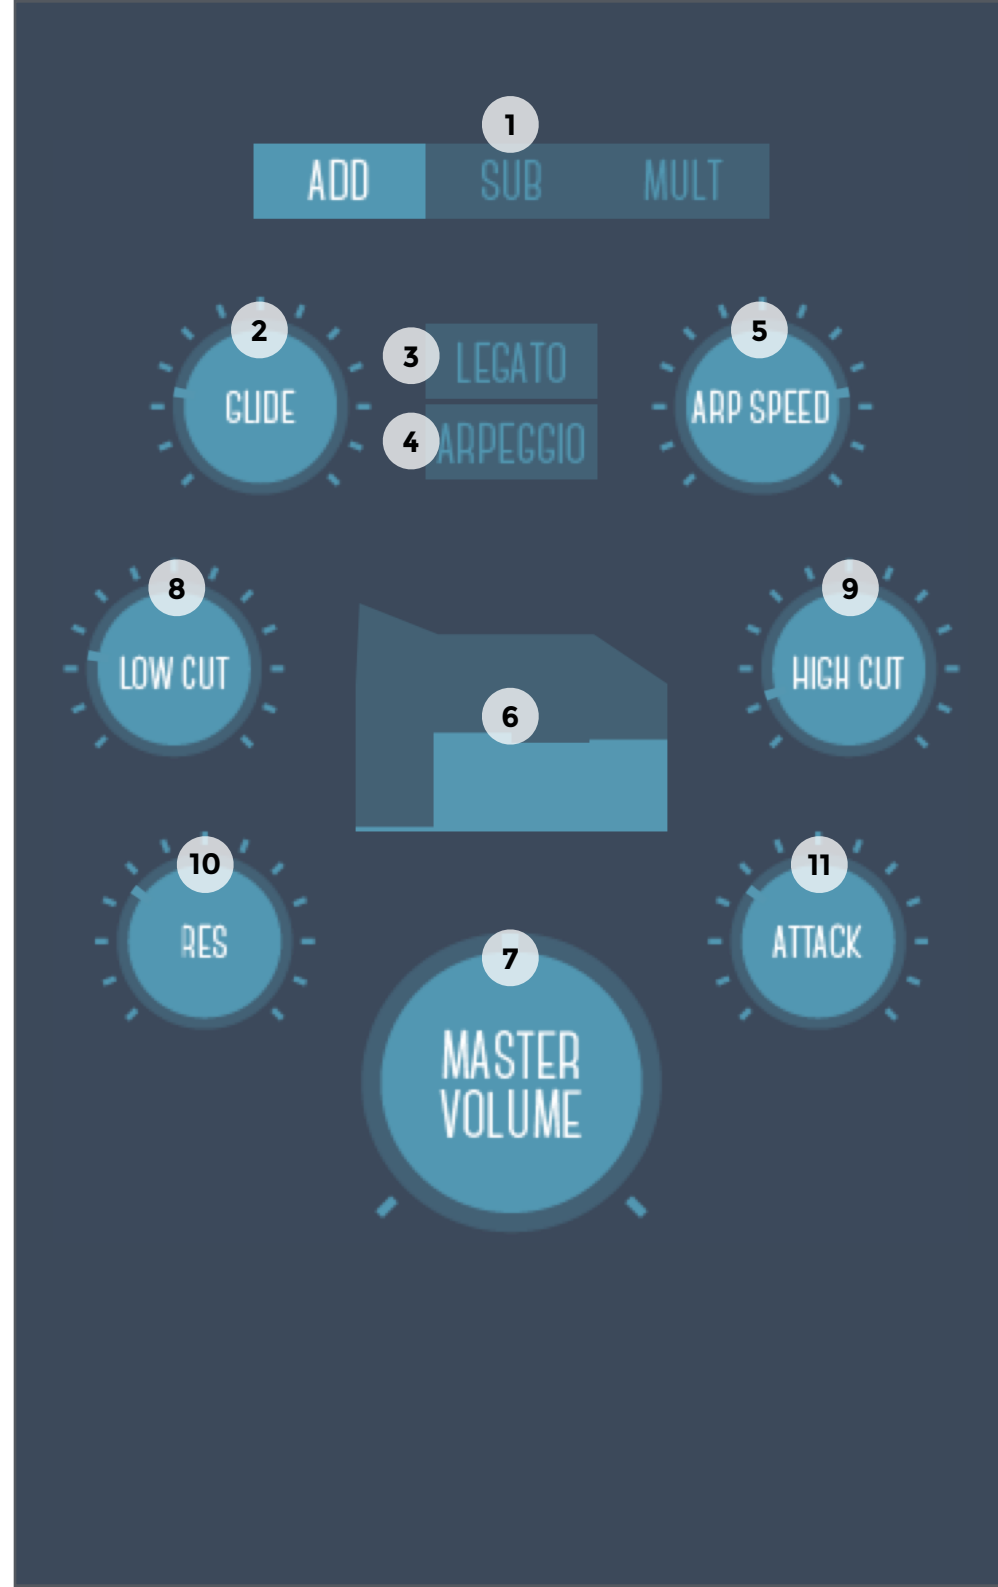 1
ADD SUB MULT
2
GLIDE
3
LEGATO
4
ARPEGGIO
5
ARP SPEED
8
LOW CUT
6
9
HIGH CUT
10
RES
7
MASTER
VOLUME
11
ATTACK